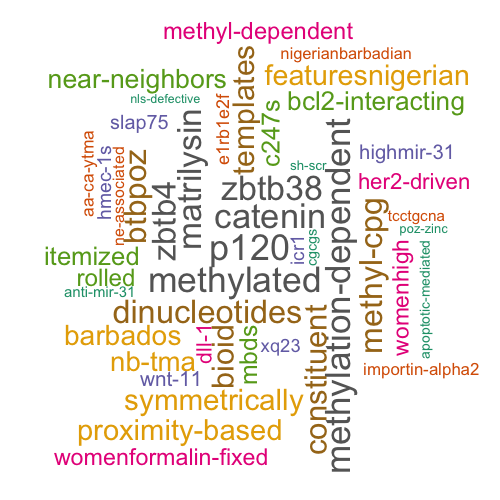 methyl-dependent
nigerianbarbadian
near-neighbors
templates
featuresnigerian
nls-defective
bcl2-interacting
slap75
e1rb1e2f
c247s
matrilysin
aa-ca-ytma
hmec-1s
ne-associated
btbpoz
zbtb4
sh-scr
highmir-31
zbtb38
her2-driven
catenin
tcctgcna
poz-zinc
p120
icr1
cgcgs
itemized
rolled
methylated
methylation-dependent
methyl-cpg
womenhigh
apoptotic-mediated
anti-mir-31
dinucleotides
barbados
dll-1
bioid
mbds
xq23
constituent
nb-tma
wnt-11
importin-alpha2
symmetrically
proximity-based
womenformalin-fixed